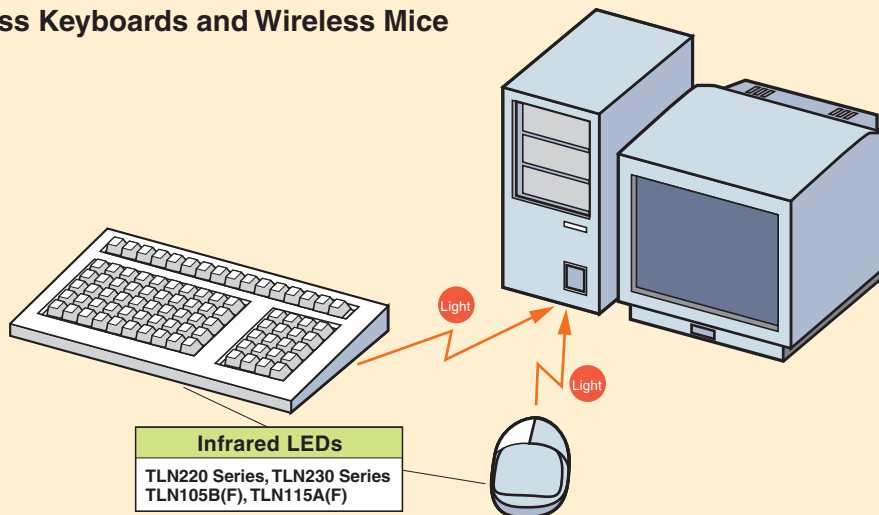 ss Keyboards and Wireless Mice
Light
Light
Infrared LEDs
TLN220 Series, TLN230 Series
TLN105B(F), TLN115A(F)